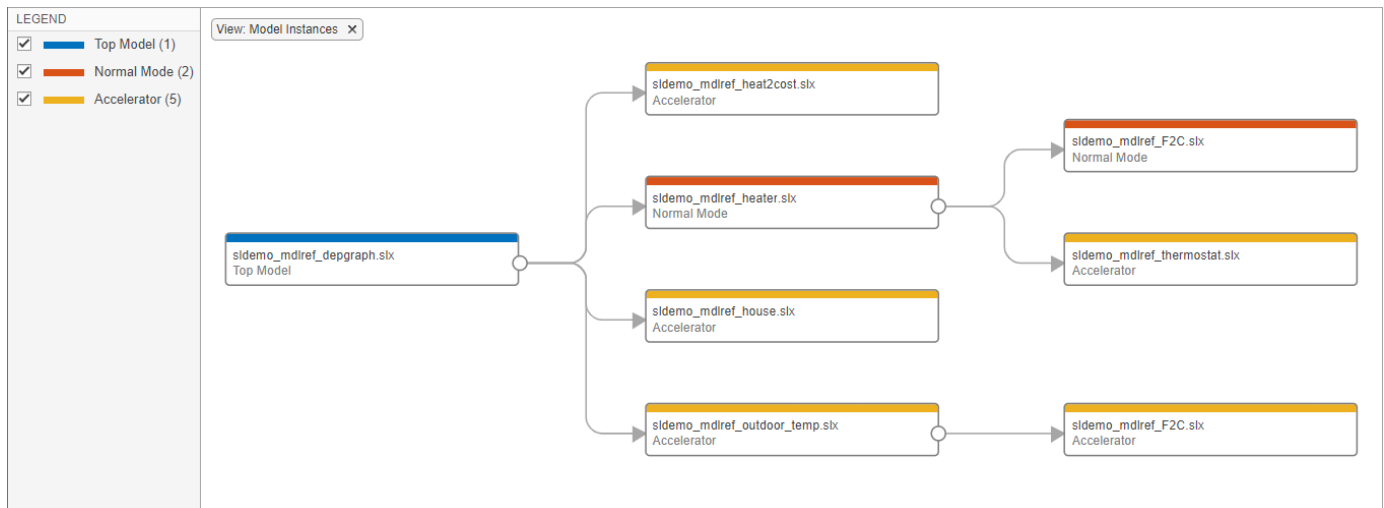 LEGEND
Top Model (1)
Normal Mode (2)
Accelerator (5)
View: Model Instances
sldemo_mdlref_depgraph.slx
Top Model
sldemo_mdlref_heat2cost.slx
Accelerator
sldemo_mdlref_heater.slx
Normal Mode
sldemo_mdlref_house.slx
Accelerator
sldemo_mdlref_outdoor_temp.slx
Accelerator
sldemo_mdlref_F2C.slx
Normal Mode
sldemo_mdlref_thermostat.slx
Accelerator
sldemo_mdlref_F2C.slx
Accelerator